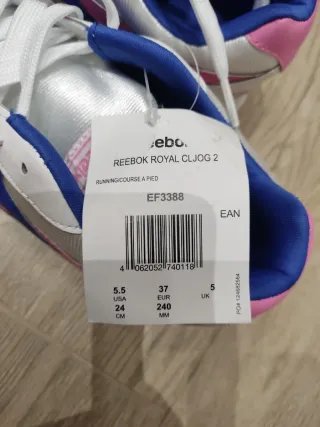 Reebok
REEBOK ROYAL CLJOG 2
RUNNING/COURSE A PIED
EF3388
EAN
4 062052 740118
5.5 37 5
USA EUR UK
24 240
CM MM